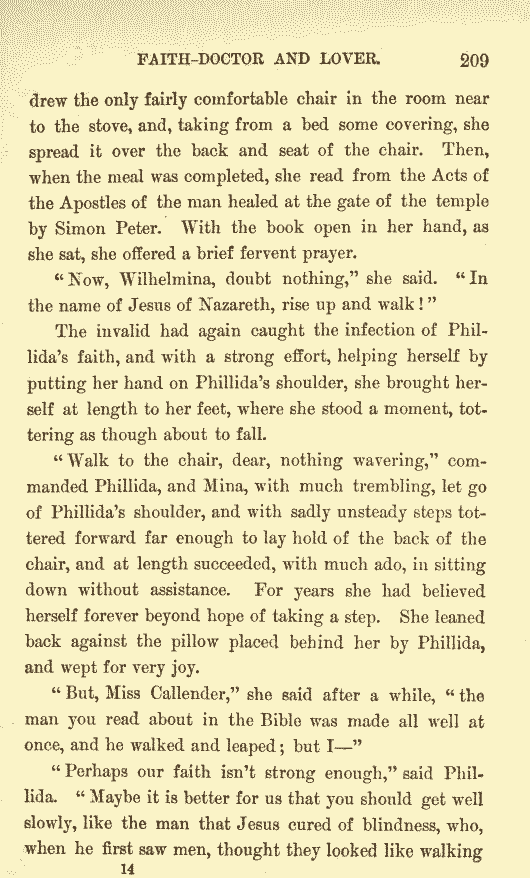 FAITH-DOCTOR AND LOVER. 209
drew the only fairly comfortable chair in the room near
to the stove, and, taking from a bed some covering, she
spread it over the back and seat of the chair. Then,
when the meal was completed, she read from the Acts of
the Apostles of the man healed at the gate of the temple
by Simon Peter. With the book open in her hand, as
she sat, she offered a brief fervent prayer.
“Now, Wilhelmina, doubt nothing,” she said. “In
the name of Jesus of Nazareth, rise up and walk!”
The invalid had again caught the infection of Phil-
lida’s faith, and with a strong effort, helping herself by
putting her hand on Phillida’s shoulder, she brought her-
self at length to her feet, where she stood a moment, tot-
tering as though about to fall.
“Walk to the chair, dear, nothing wavering,” com-
manded Phillida, and Mina, with much trembling, let go
of Phillida’s shoulder, and with sadly unsteady steps tot-
tered forward far enough to lay hold of the back of the
chair, and at length succeeded, with much ado, in sitting
down without assistance. For years she had believed
herself forever beyond hope of taking a step. She leaned
back against the pillow placed behind her by Phillida,
and wept for very joy.
“But, Miss Callender,” she said after a while, “the
man you read about in the Bible was made all well at
once, and he walked and leaped; but I—”
“Perhaps our faith isn’t strong enough,” said Phil-
lida. “Maybe it is better for us that you should get well
slowly, like the man that Jesus cured of blindness, who,
when he first saw men, thought they looked like walking
14